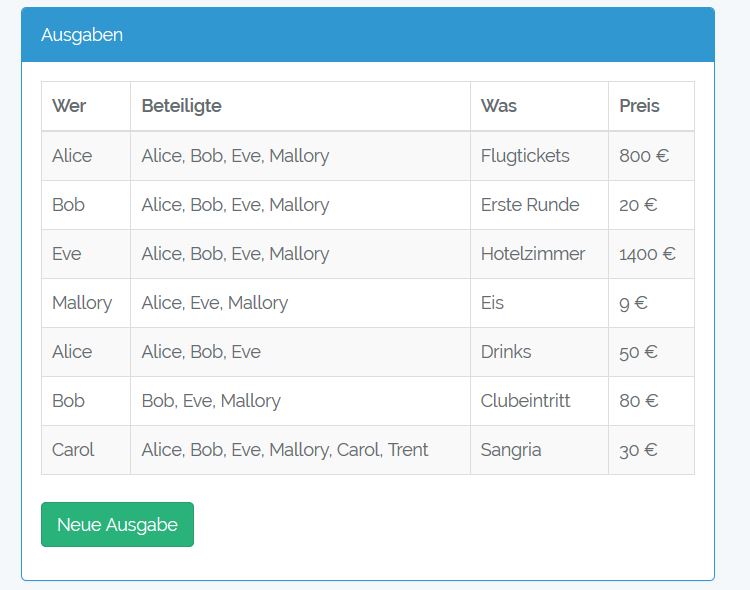 Ausgaben
Wer Beteiligte Was Preis
Alice Alice, Bob, Eve, Mallory Flugtickets 800 €
Bob Alice, Bob, Eve, Mallory Erste Runde 20 €
Eve Alice, Bob, Eve, Mallory Hotelzimmer 1400 €
Mallory Alice, Eve, Mallory Eis 9 €
Alice Alice, Bob, Eve Drinks 50 €
Bob Bob, Eve, Mallory Clubeintritt 80 €
Carol Alice, Bob, Eve, Mallory, Carol, Trent Sangria 30 €
Neue Ausgabe